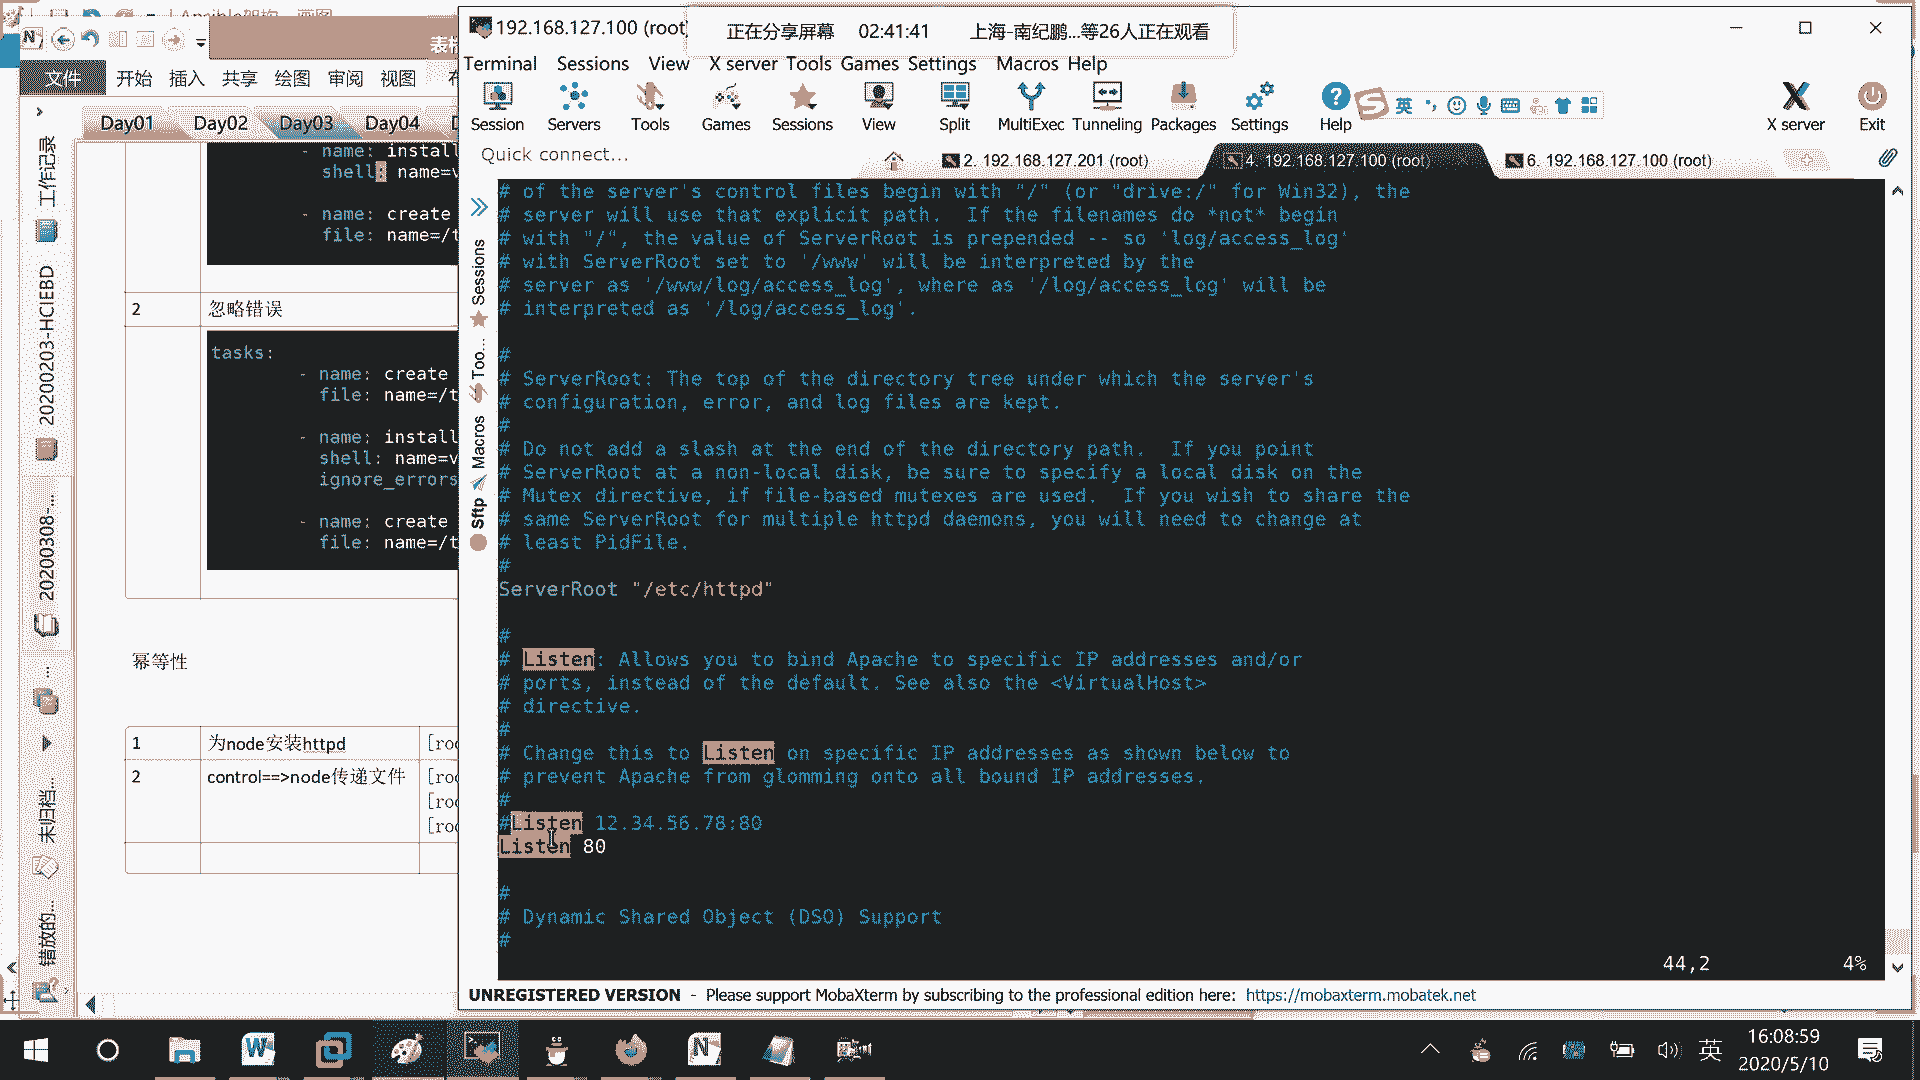 文件
开始
插入
共享
绘图
审阅
视图
Day01
Day02
Day03
Day04
工作记录
20200203-HCIEBD
20200308-...
...
未归档...
错放的...
- name: install
shell: name=v
- name: create
file: name=/t
2
忽略错误
tasks:
- name: create
file: name=/t
- name: install
shell: name=v
ignore_errors
- name: create
file: name=/t
幂等性
1
为node安装httpd
[roo
2
control==>node传递文件
[roo
[roo
[roo
192.168.127.100 (root)
正在分享屏幕
02:41:41
上海-南纪鹏...等26人正在观看
Terminal
Sessions
View
X server
Tools
Games
Settings
Macros
Help
Session
Servers
Tools
Games
Sessions
View
Split
MultiExec
Tunneling
Packages
Settings
Help
英
X server
Exit
Quick connect...
2. 192.168.127.201 (root)
4. 192.168.127.100 (root)
6. 192.168.127.100 (root)
Sessions
Too...
Macros
Sftp
# of the server's control files begin with "/" (or "drive:/" for Win32), the
# server will use that explicit path.  If the filenames do *not* begin
# with "/", the value of ServerRoot is prepended -- so 'log/access_log'
# with ServerRoot set to '/www' will be interpreted by the
# server as '/www/log/access_log', where as '/log/access_log' will be
# interpreted as '/log/access_log'.
#
# ServerRoot: The top of the directory tree under which the server's
# configuration, error, and log files are kept.
#
# Do not add a slash at the end of the directory path.  If you point
# ServerRoot at a non-local disk, be sure to specify a local disk on the
# Mutex directive, if file-based mutexes are used.  If you wish to share the
# same ServerRoot for multiple httpd daemons, you will need to change at
# least PidFile.
#
ServerRoot "/etc/httpd"
#
# Listen: Allows you to bind Apache to specific IP addresses and/or
# ports, instead of the default. See also the <VirtualHost>
# directive.
#
# Change this to Listen on specific IP addresses as shown below to
# prevent Apache from glomming onto all bound IP addresses.
#
#Listen 12.34.56.78:80
Listen 80
#
# Dynamic Shared Object (DSO) Support
#
44,2
4%
UNREGISTERED VERSION - Please support MobaXterm by subscribing to the professional edition here: https://mobaxterm.mobatek.net
英
16:08:59
2020/5/10